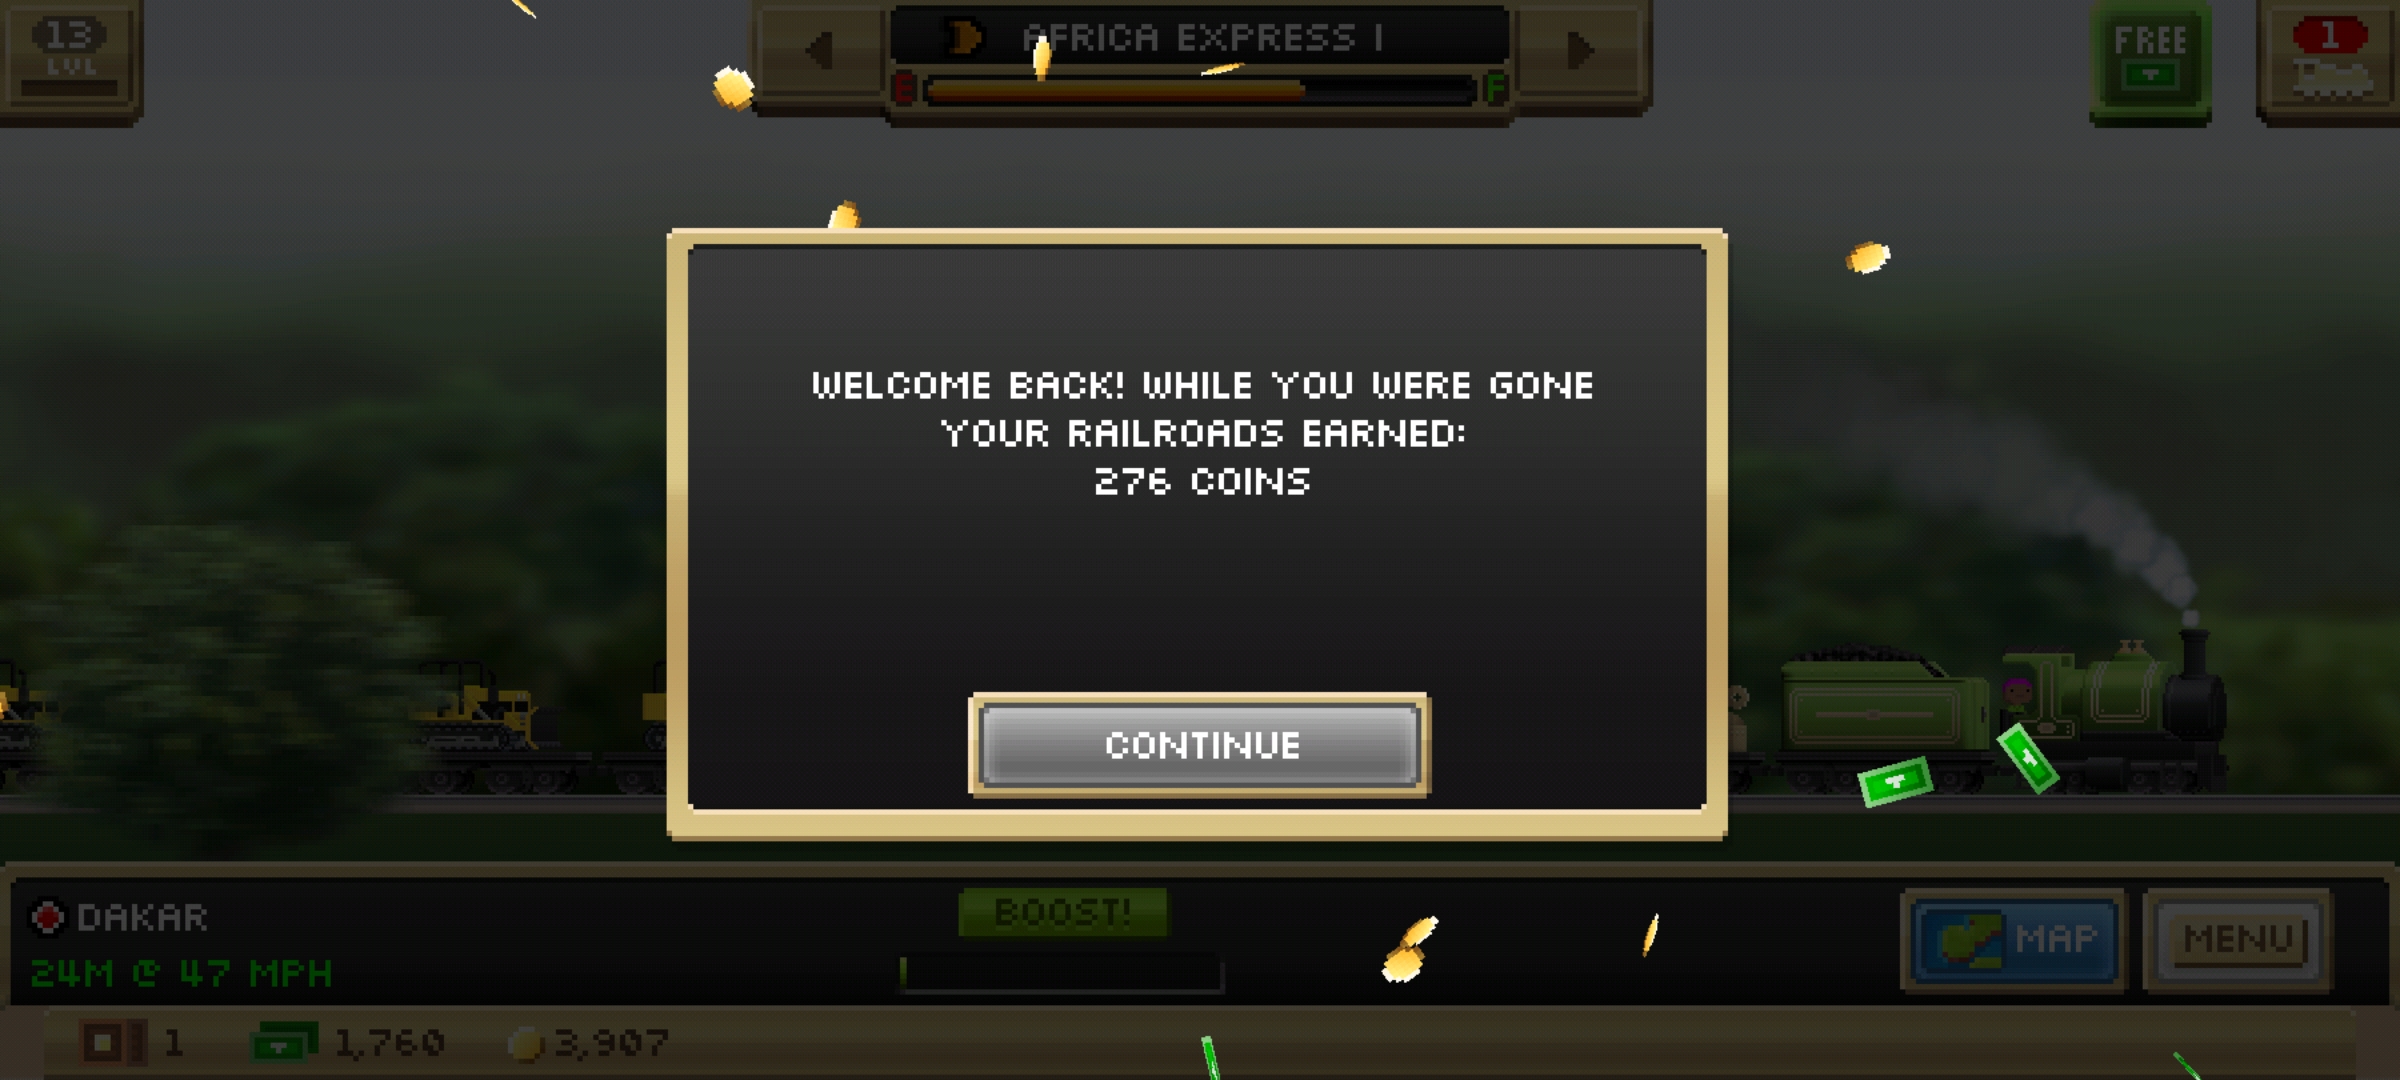 13
LVL
AFRICA EXPRESS I
E
F
FREE
1
WELCOME BACK! WHILE YOU WERE GONE
YOUR RAILROADS EARNED:
276 COINS
CONTINUE
DAKAR
24M @ 47 MPH
BOOST!
MAP
MENU
1
1,760
3,907